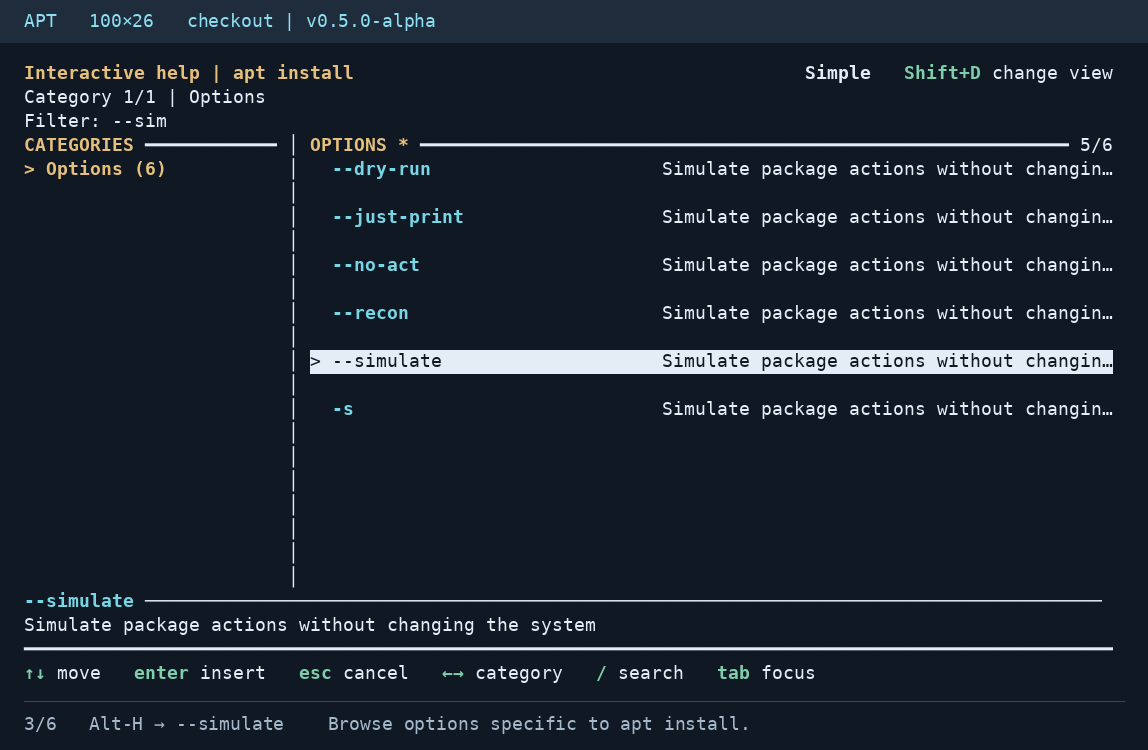 APT   100×26   checkout | v0.5.0-alpha
Interactive help | apt install   Simple   Shift+D change view
Category 1/1 | Options
Filter: --sim
CATEGORIES   OPTIONS *   5/6
> Options (6)   --dry-run   Simulate package actions without changin…
--just-print   Simulate package actions without changin…
--no-act   Simulate package actions without changin…
--recon   Simulate package actions without changin…
> --simulate   Simulate package actions without changin…
-s   Simulate package actions without changin…
--simulate
Simulate package actions without changing the system
↑↓ move   enter insert   esc cancel   ←→ category   / search   tab focus
3/6   Alt-H → --simulate   Browse options specific to apt install.